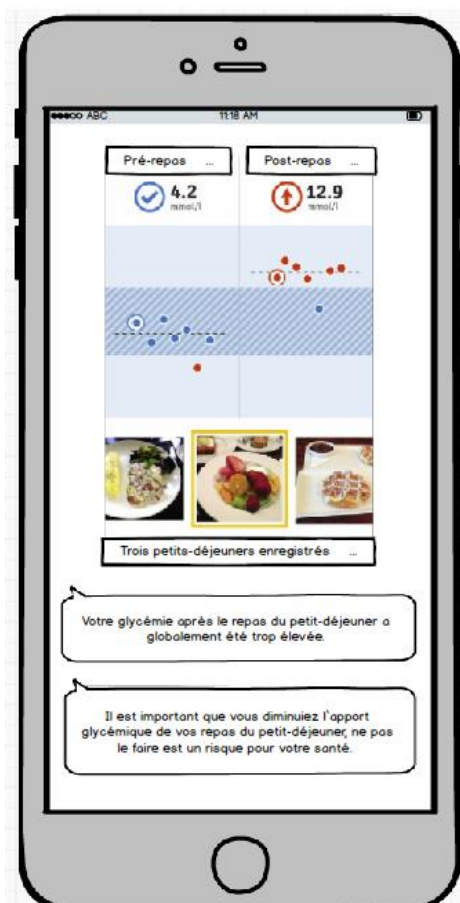 ●●●○○ ABC 11:18 AM
Pré-repas ... Post-repas ...
4.2 12.9
mmol/l mmol/l
Trois petits-déjeuners enregistrés ...
Votre glycémie après le repas du petit-déjeuner a
globalement été trop élevée.
Il est important que vous diminuiez l'apport
glycémique de vos repas du petit-déjeuner, ne pas
le faire est un risque pour votre santé.